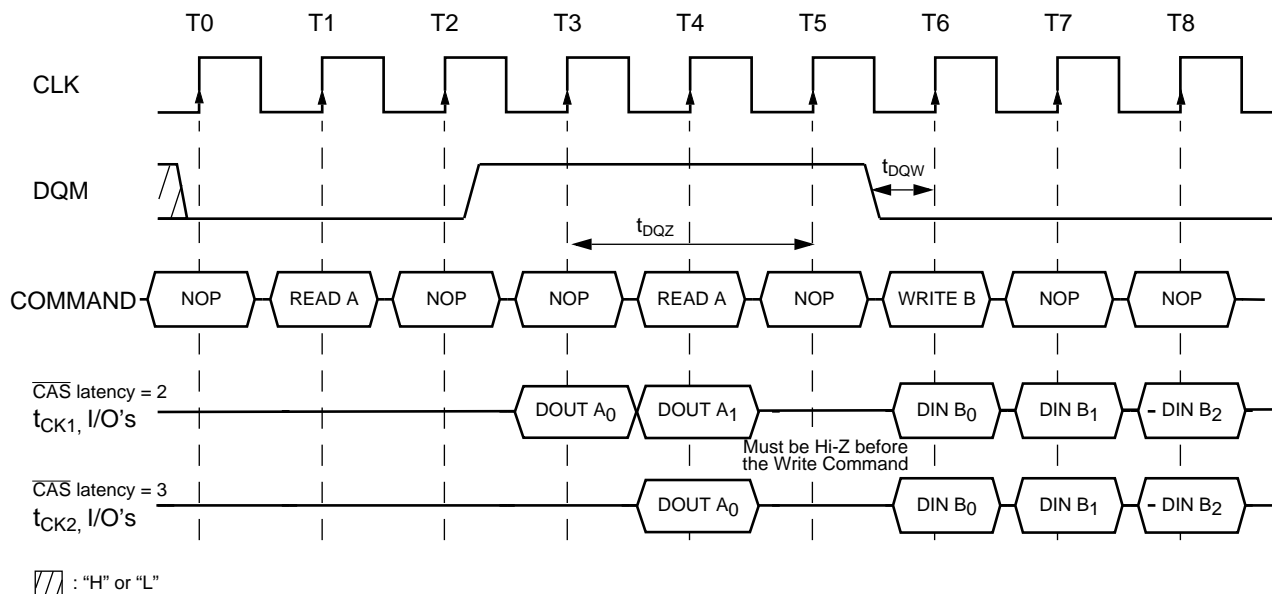 T0 T1 T2 T3 T4 T5 T6 T7 T8
CLK
DQM
tDQW
tDQZ
COMMAND NOP READ A NOP NOP READ A NOP WRITE B NOP NOP
CAS latency = 2
tCK1, I/O's
DOUT A0 DOUT A1 DIN B0 DIN B1 DIN B2
Must be Hi-Z before
the Write Command
CAS latency = 3
tCK2, I/O's
DOUT A0 DIN B0 DIN B1 DIN B2
: “H” or “L”